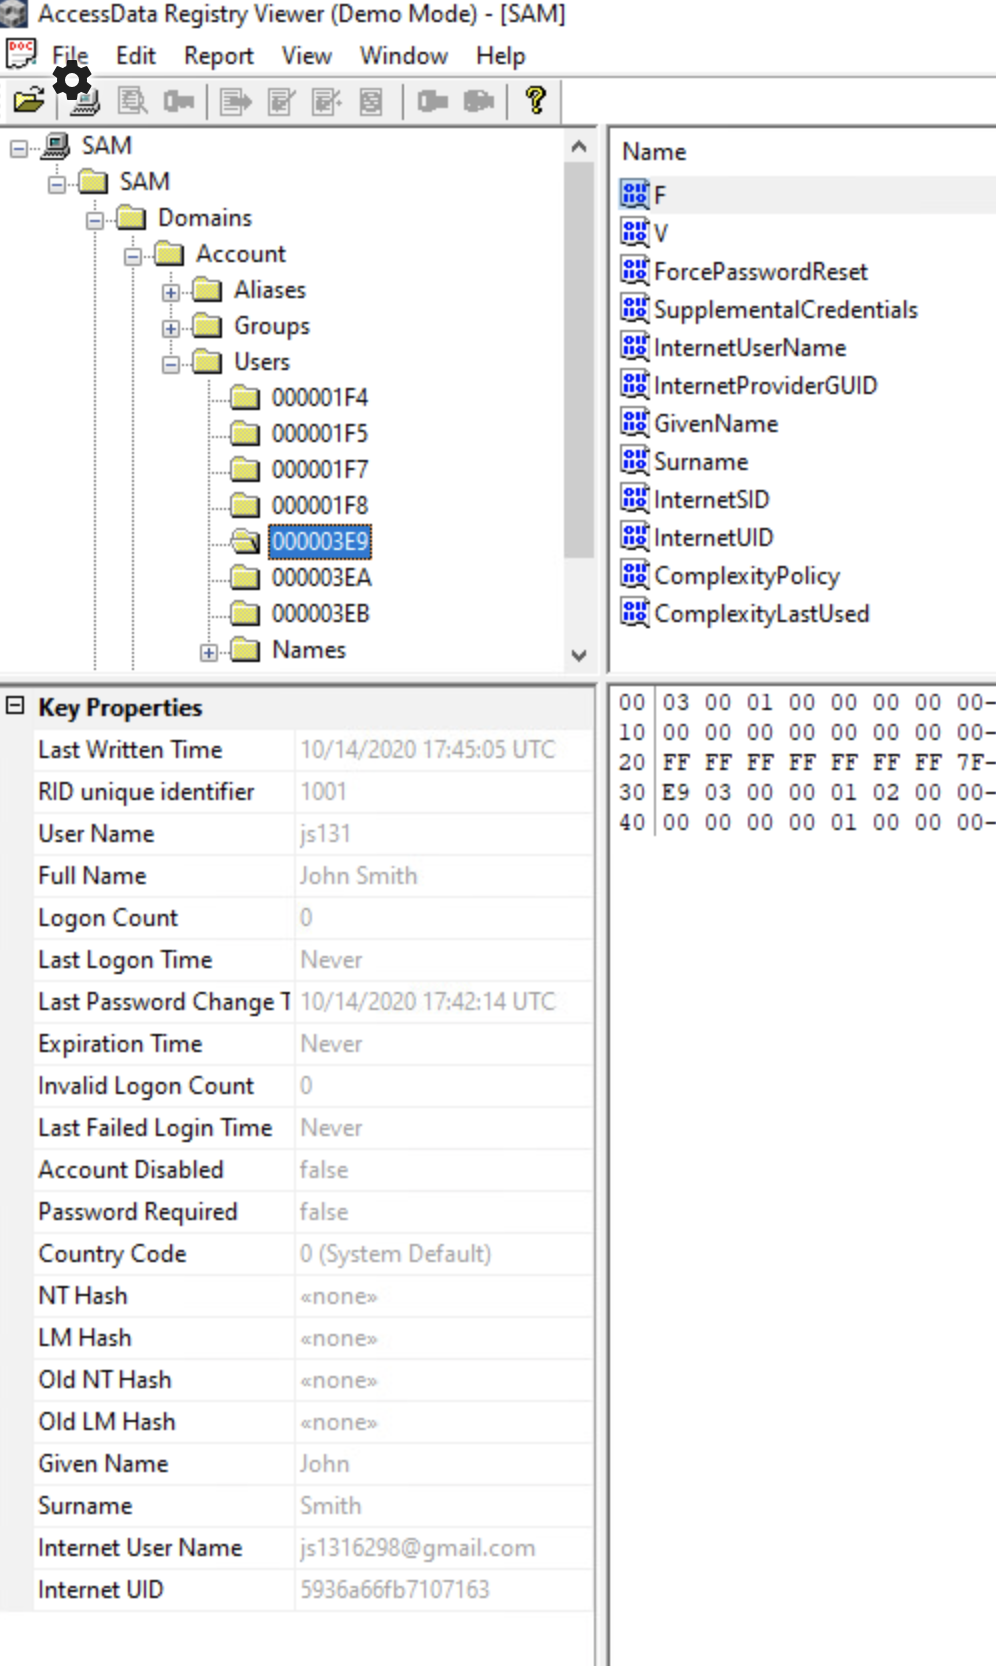 AccessData Registry Viewer (Demo Mode) - [SAM]
File Edit Report View Window Help
SAM
SAM
Domains
Account
Aliases
Groups
Users
000001F4
000001F5
000001F7
000001F8
000003E9
000003EA
000003EB
Names
Name
F
V
ForcePasswordReset
SupplementalCredentials
InternetUserName
InternetProviderGUID
GivenName
Surname
InternetSID
InternetUID
ComplexityPolicy
ComplexityLastUsed
Key Properties
Last Written Time 10/14/2020 17:45:05 UTC
RID unique identifier 1001
User Name js131
Full Name John Smith
Logon Count 0
Last Logon Time Never
Last Password Change T 10/14/2020 17:42:14 UTC
Expiration Time Never
Invalid Logon Count 0
Last Failed Login Time Never
Account Disabled false
Password Required false
Country Code 0 (System Default)
NT Hash «none»
LM Hash «none»
Old NT Hash «none»
Old LM Hash «none»
Given Name John
Surname Smith
Internet User Name js1316298@gmail.com
Internet UID 5936a66fb7107163
00 03 00 01 00 00 00 00 00-
10 00 00 00 00 00 00 00 00-
20 FF FF FF FF FF FF FF 7F-
30 E9 03 00 00 01 02 00 00-
40 00 00 00 00 01 00 00 00-